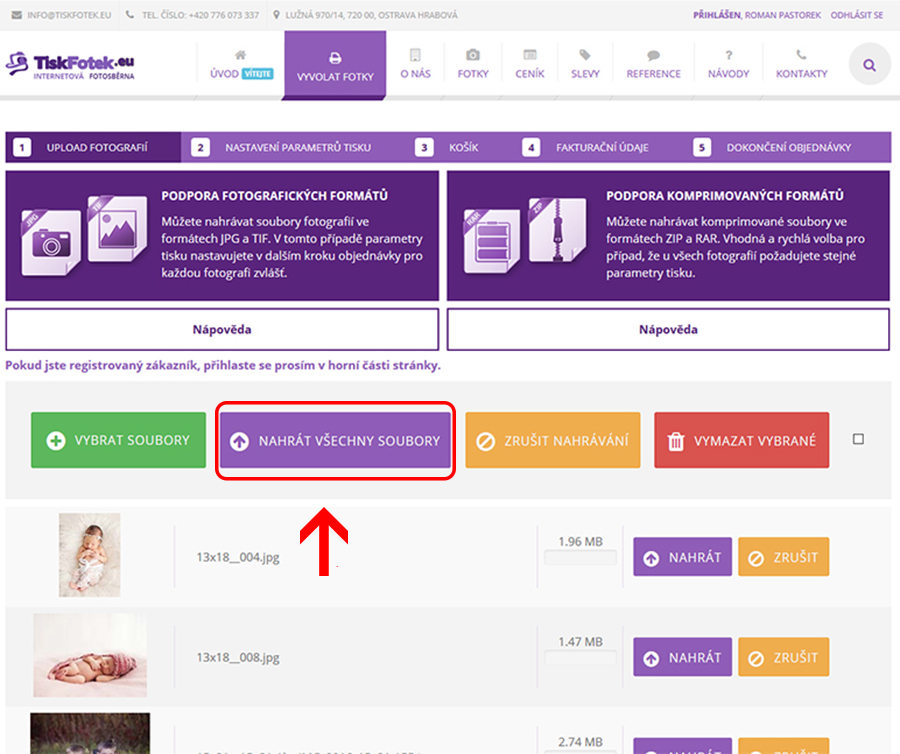 INFO@TISKFOTEK.EU TEL. ČÍSLO: +420 776 073 337 LUŽNÁ 970/14, 720 00, OSTRAVA HRABOVÁ PŘIHLÁŠEN, ROMAN PASTOREK ODHLÁSIT SE
TiskFotek.eu
INTERNETOVÁ FOTOSBĚRNA
ÚVOD VÍTEJTE
VYVOLAT FOTKY
O NÁS
FOTKY
CENÍK
SLEVY
REFERENCE
NÁVODY
KONTAKTY
1 UPLOAD FOTOGRAFIÍ 2 NASTAVENÍ PARAMETRŮ TISKU 3 KOŠÍK 4 FAKTURAČNÍ ÚDAJE 5 DOKONČENÍ OBJEDNÁVKY
JPG
TIF
PODPORA FOTOGRAFICKÝCH FORMÁTŮ
Můžete nahrávat soubory fotografií ve
formátech JPG a TIF. V tomto případě parametry
tisku nastavujete v dalším kroku objednávky pro
každou fotografi zvlášť.
RAR
ZIP
PODPORA KOMPRIMOVANÝCH FORMÁTŮ
Můžete nahrávat komprimované soubory ve
formátech ZIP a RAR. Vhodná a rychlá volba pro
případ, že u všech fotografií požadujete stejné
parametry tisku.
Nápověda
Nápověda
Pokud jste registrovaný zákazník, přihlaste se prosím v horní části stránky.
VYBRAT SOUBORY
NAHRÁT VŠECHNY SOUBORY
ZRUŠIT NAHRÁVÁNÍ
VYMAZAT VYBRANÉ
13x18__004.jpg
1.96 MB
NAHRÁT
ZRUŠIT
13x18__008.jpg
1.47 MB
NAHRÁT
ZRUŠIT
2.74 MB
NAHRÁT
ZRUŠIT